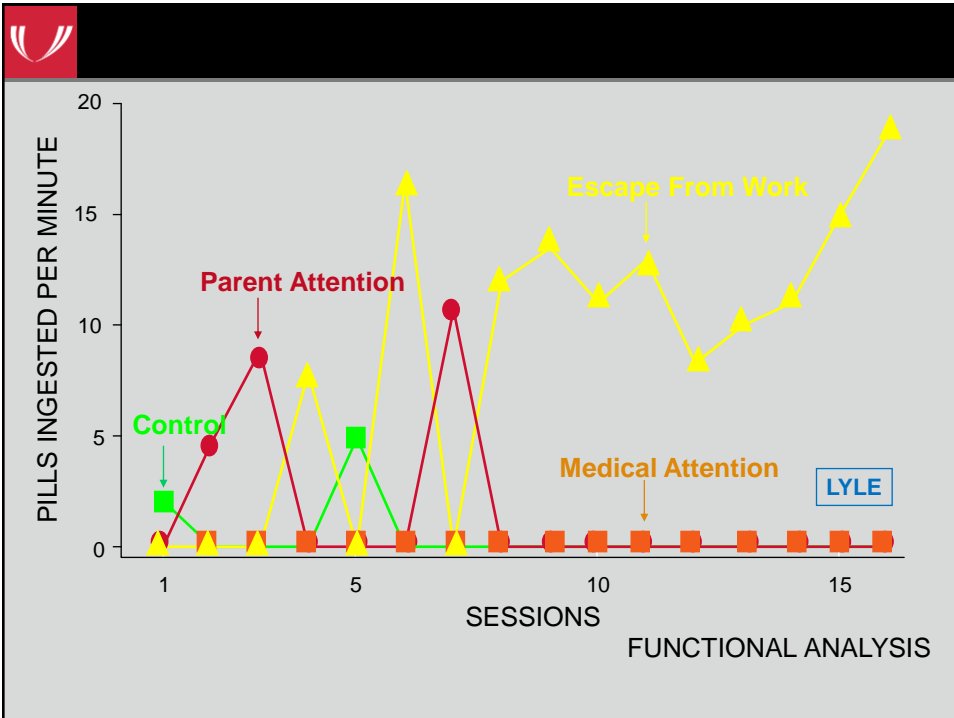 20
PILLS INGESTED PER MINUTE
Escape From Work
15
Parent Attention
10
Control
5
Medical Attention
LYLE
0
1 5 10 15
SESSIONS
FUNCTIONAL ANALYSIS